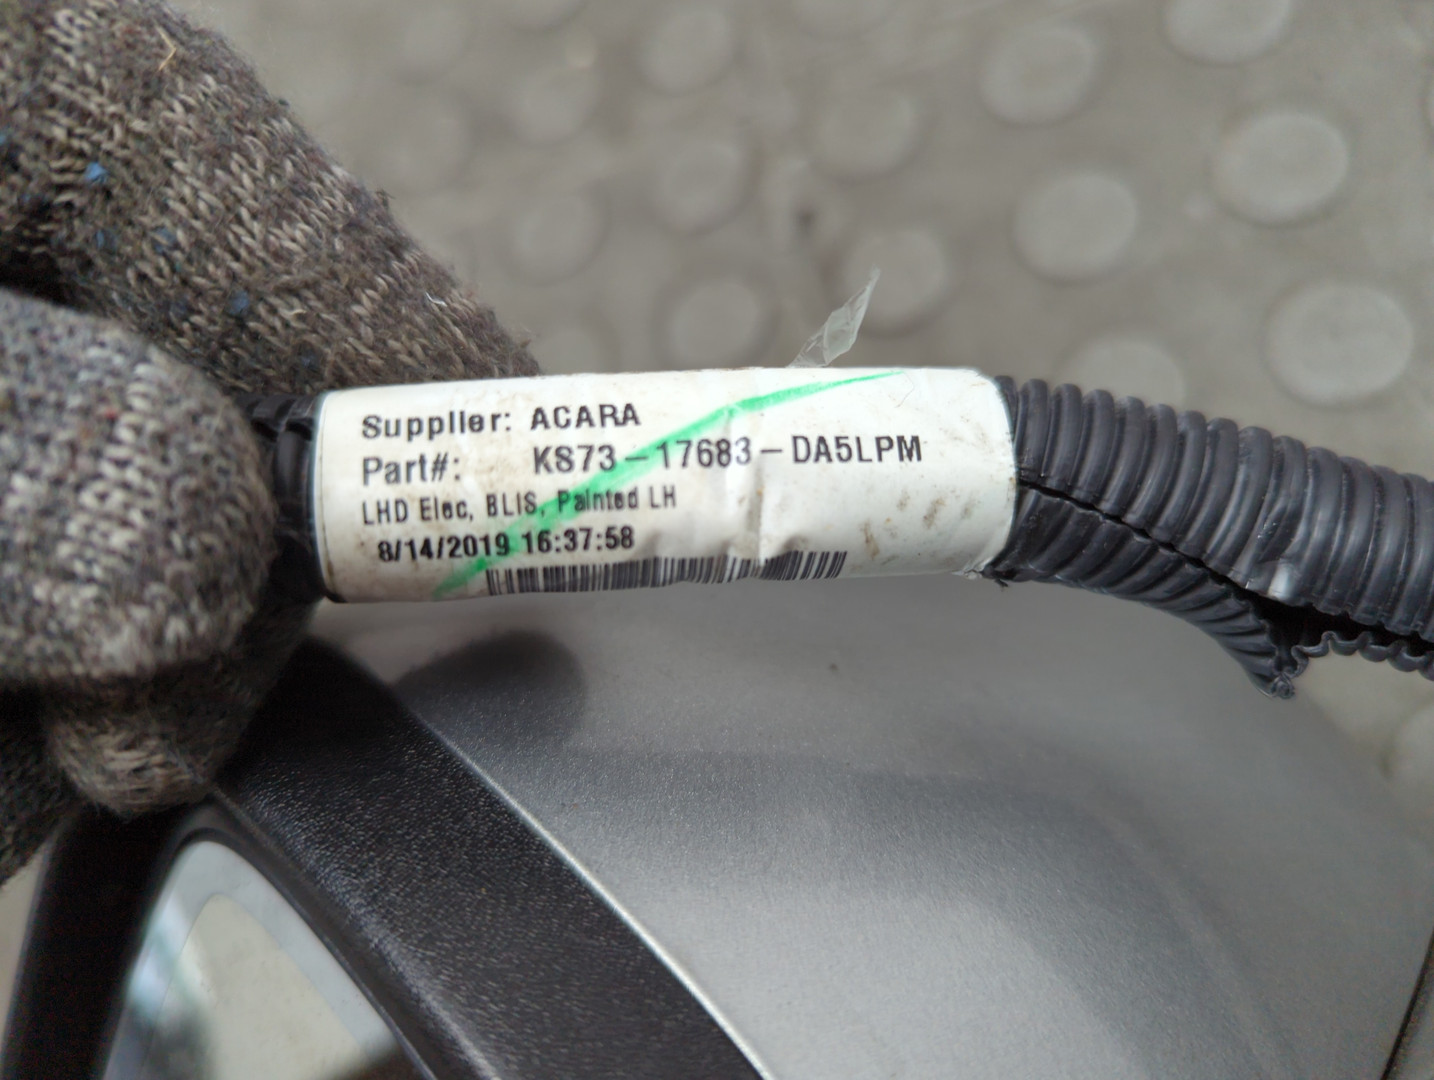 Supplier: ACARA
Part#: KS73-17683-DA5LPM
LHD Elec, BLIS, Painted LH
8/14/2019 16:37:58